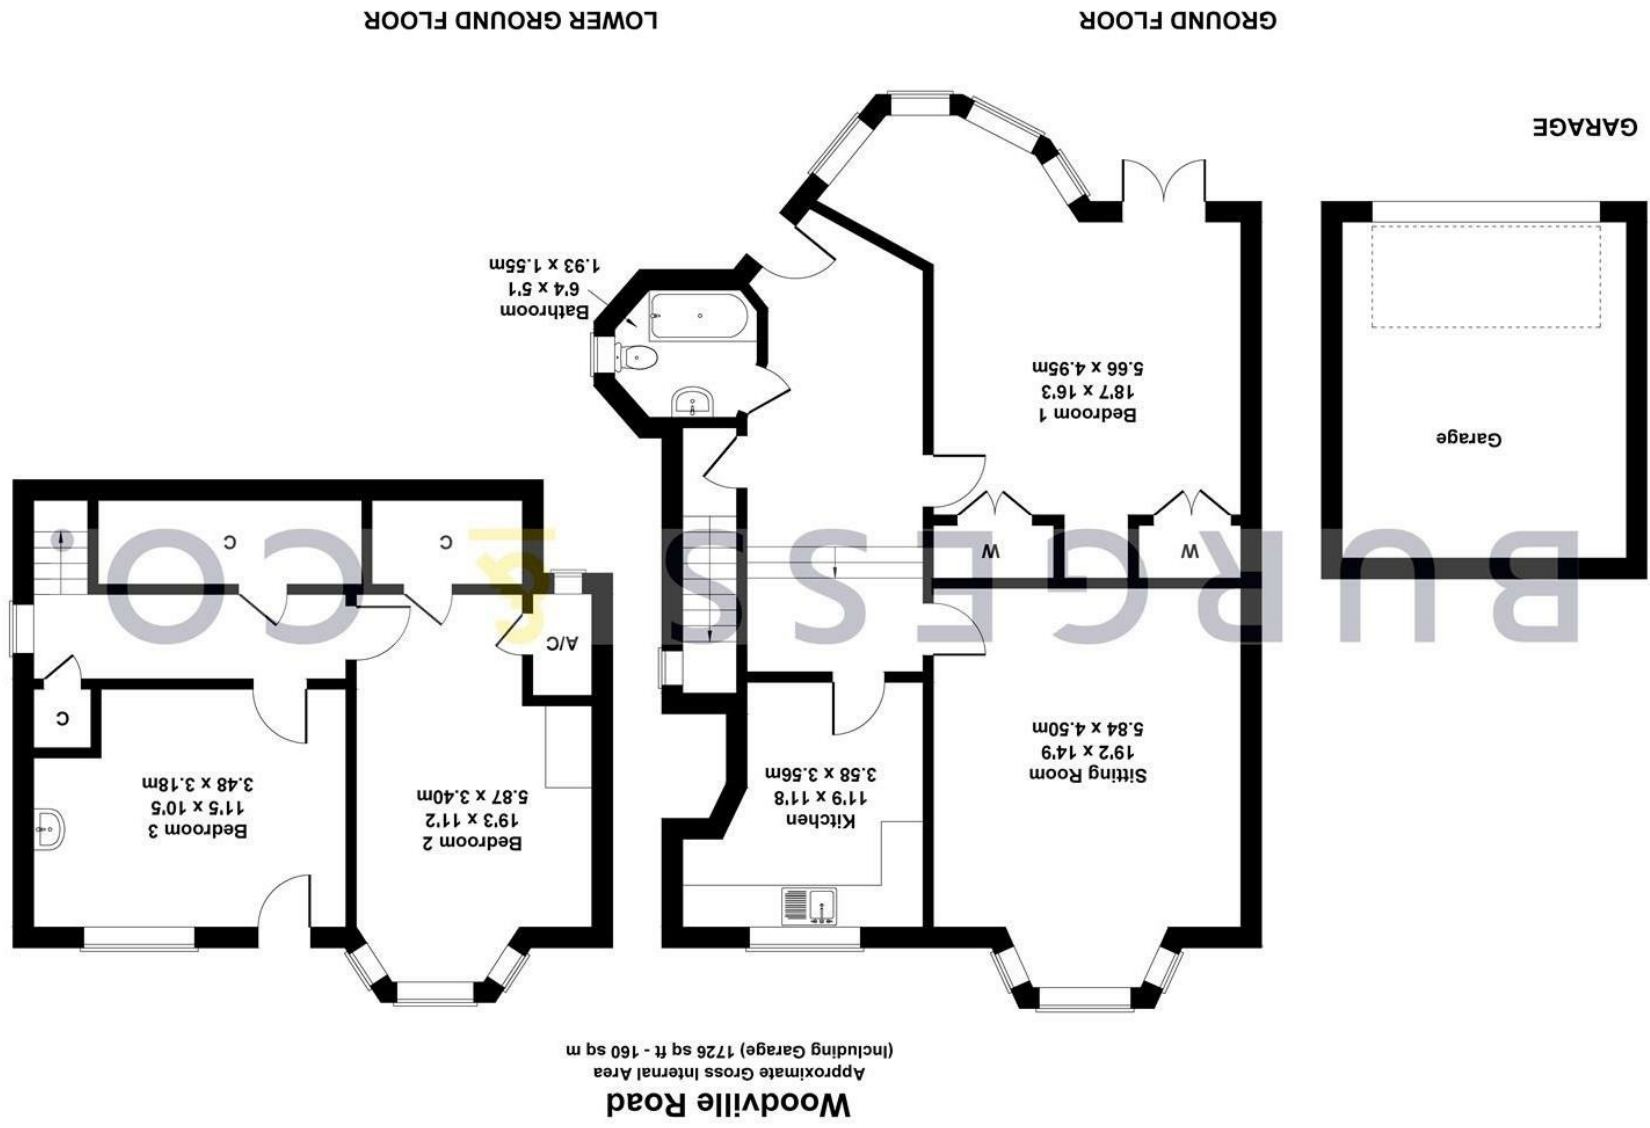 Woodville Road
Approximate Gross Internal Area
(Including Garage) 1726 sq ft - 160 sq m
Sitting Room
19'2 x 14'9
5.84 x 4.50m
Kitchen
11'9 x 11'8
3.58 x 3.56m
Bedroom 2
19'3 x 11'2
5.87 x 3.40m
Bedroom 3
11'5 x 10'5
3.48 x 3.18m
C
A/C
BURGESS & CO
W
W
C
C
Garage
Bedroom 1
18'7 x 16'3
5.66 x 4.95m
Bathroom
6'4 x 5'1
1.93 x 1.55m
GARAGE
GROUND FLOOR
LOWER GROUND FLOOR